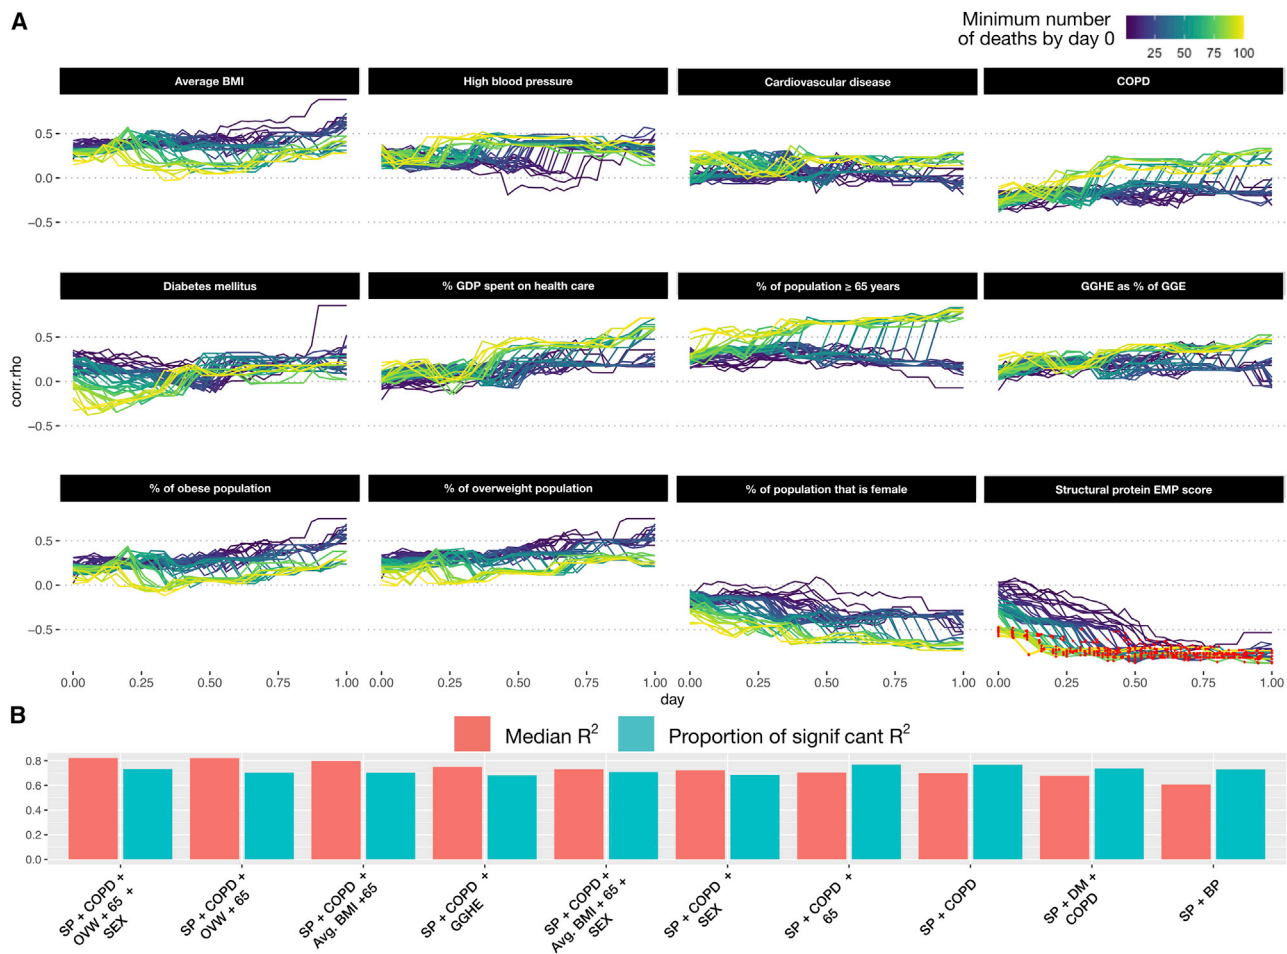 A
Minimum number
of deaths by day 0
25 50 75 100
Average BMI
High blood pressure
Cardiovascular disease
COPD
0.5
0.0
−0.5
Diabetes mellitus
% GDP spent on health care
% of population ≥ 65 years
GGHE as % of GGE
corr.rho
0.5
0.0
−0.5
% of obese population
% of overweight population
% of population that is female
Structural protein EMP score
0.5
0.0
−0.5
0.00 0.25 0.50 0.75 1.00
0.00 0.25 0.50 0.75 1.00
0.00 0.25 0.50 0.75 1.00
0.00 0.25 0.50 0.75 1.00
day
B
Median R²
Proportion of signif cant R²
0.8
0.6
0.4
0.2
0.0
SP + COPD +
OVW + 65 +
SEX
SP + COPD +
OVW + 65
SP + COPD +
Avg. BMI +65
SP + COPD +
GGHE
SP + COPD +
Avg. BMI + 65 +
SEX
SP + COPD +
SEX
SP + COPD +
65
SP + COPD
SP + DM +
COPD
SP + BP